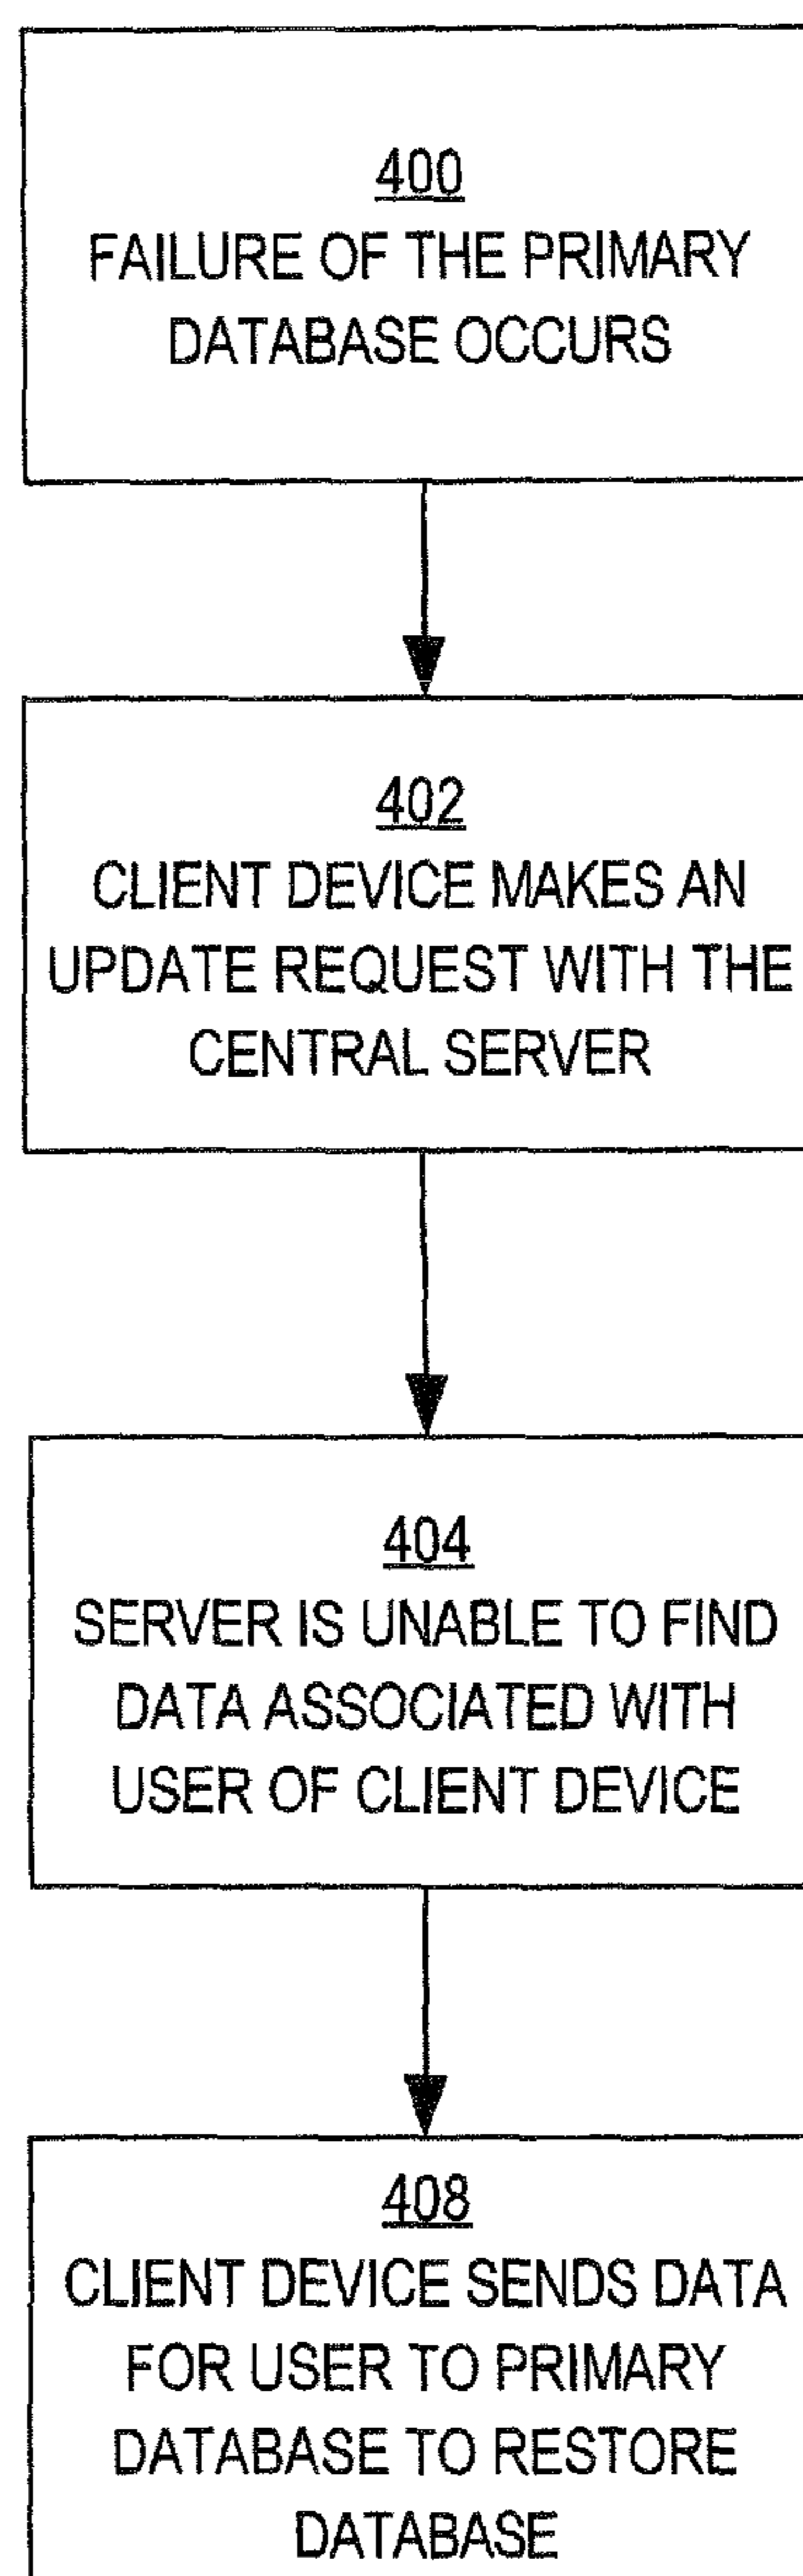 400
FAILURE OF THE PRIMARY
DATABASE OCCURS
402
CLIENT DEVICE MAKES AN
UPDATE REQUEST WITH THE
CENTRAL SERVER
404
SERVER IS UNABLE TO FIND
DATA ASSOCIATED WITH
USER OF CLIENT DEVICE
408
CLIENT DEVICE SENDS DATA
FOR USER TO PRIMARY
DATABASE TO RESTORE
DATABASE